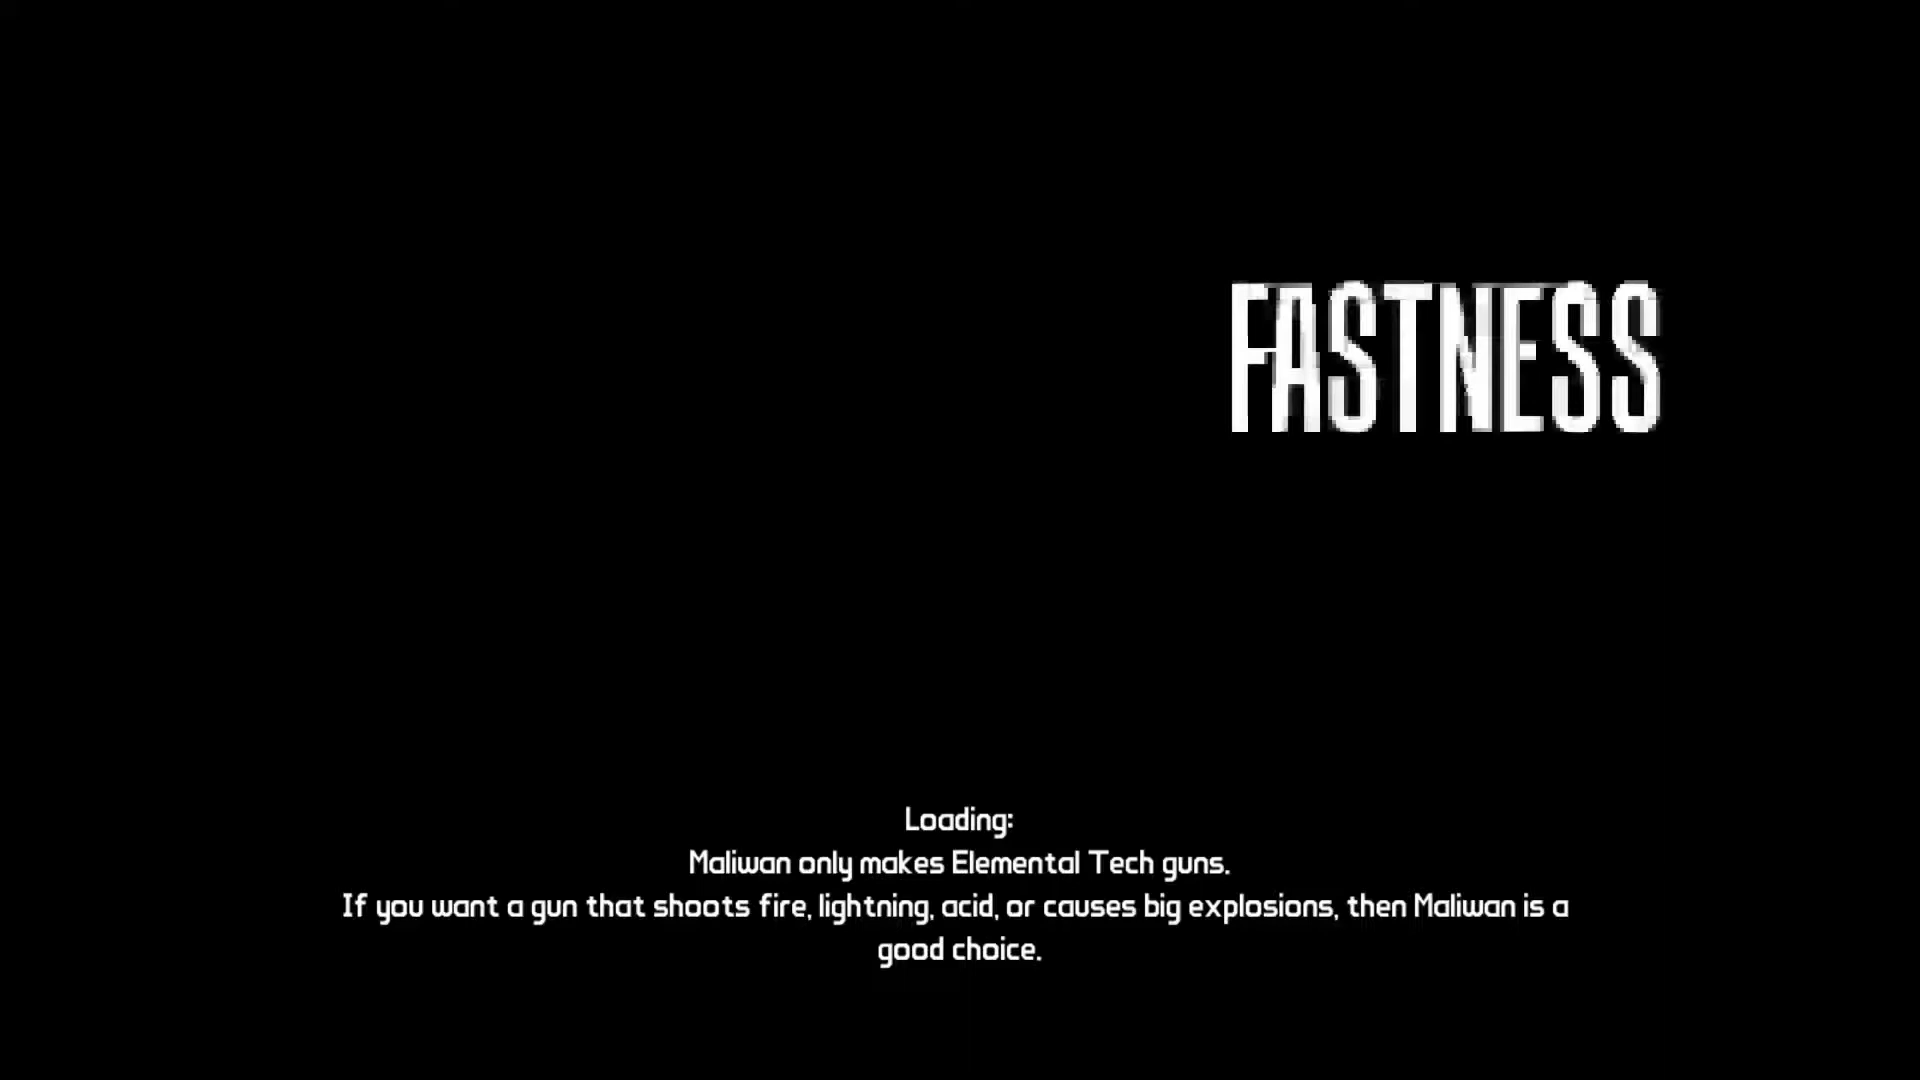 FASTNESS
Loading:
Maliwan only makes Elemental Tech guns.
If you want a gun that shoots fire, lightning, acid, or causes big explosions, then Maliwan is a
good choice.